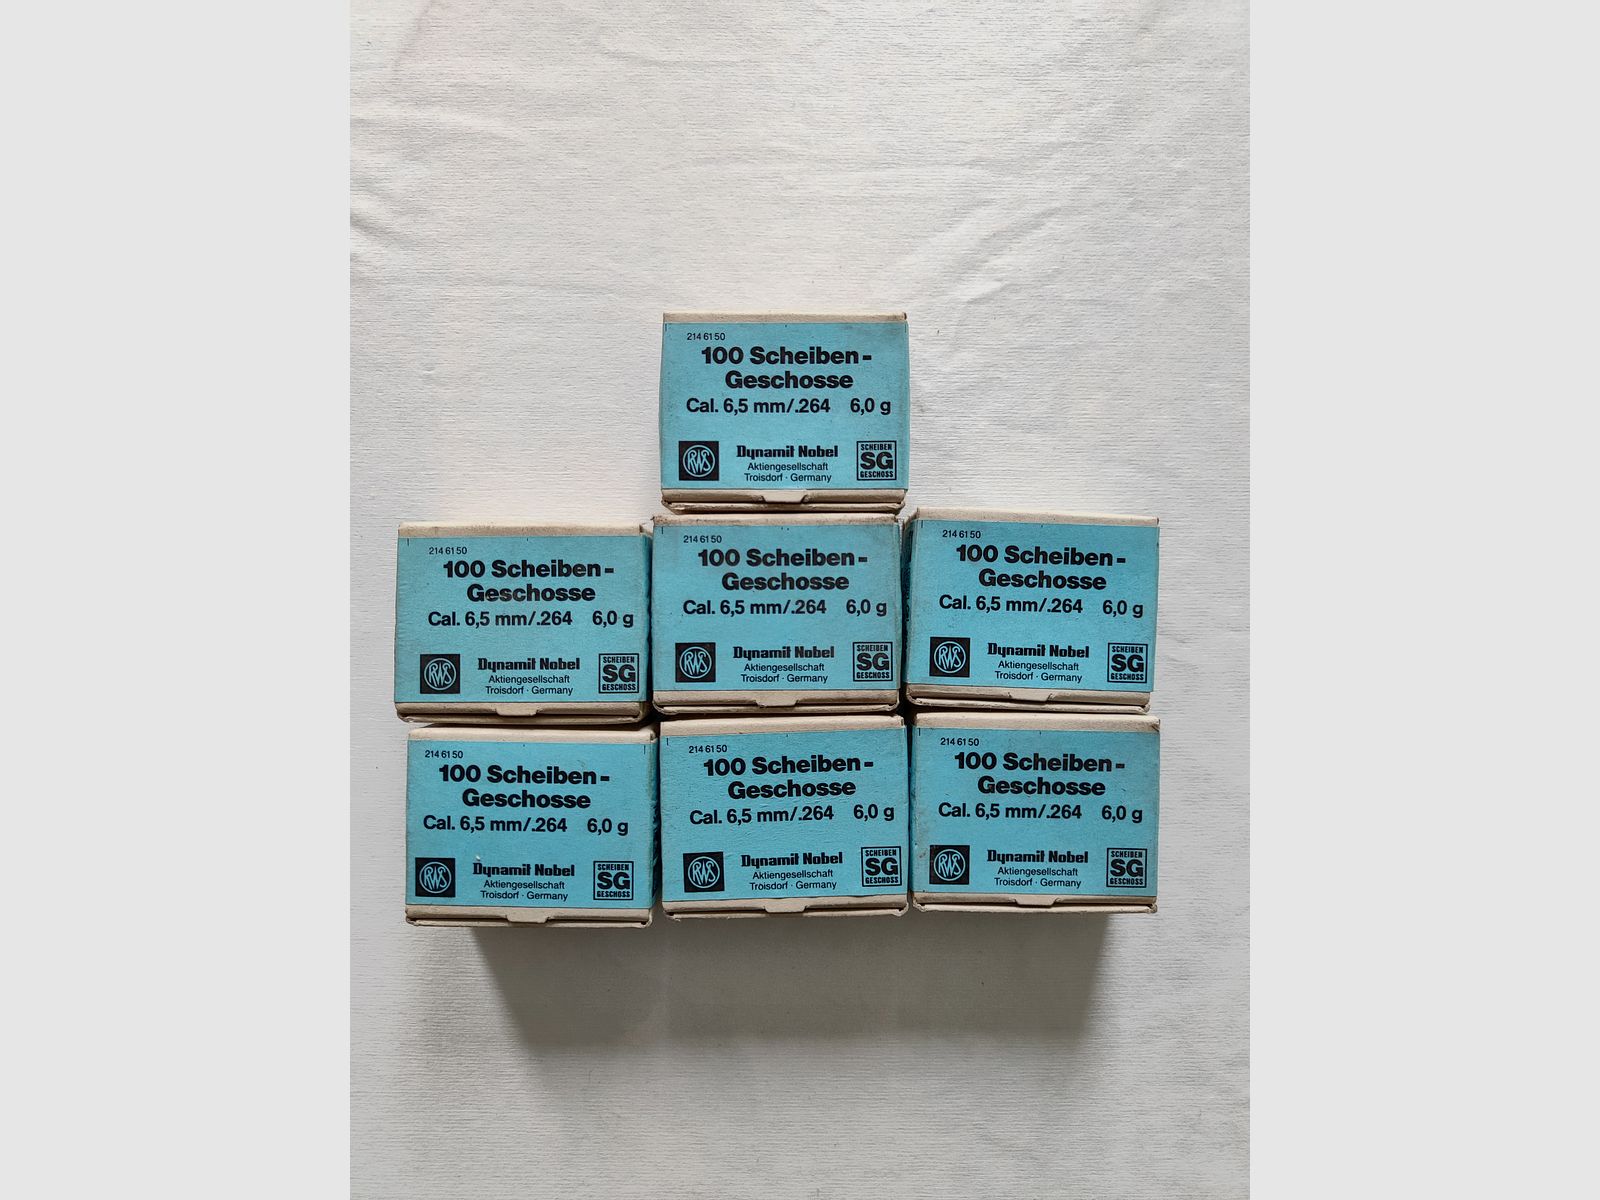 214 61 50
100 Scheiben-
Geschosse
Cal. 6,5 mm/.264 6,0 g
RWS
Dynamit Nobel
Aktiengesellschaft
Troisdorf · Germany
SCHEIBEN
SG
GESCHOSS
214 61 50
100 Scheiben-
Geschosse
Cal. 6,5 mm/.264 6,0 g
RWS
Dynamit Nobel
Aktiengesellschaft
Troisdorf · Germany
SCHEIBEN
SG
GESCHOSS
214 61 50
100 Scheiben-
Geschosse
Cal. 6,5 mm/.264 6,0 g
RWS
Dynamit Nobel
Aktiengesellschaft
Troisdorf · Germany
SCHEIBEN
SG
GESCHOSS
214 61 50
100 Scheiben-
Geschosse
Cal. 6,5 mm/.264 6,0 g
RWS
Dynamit Nobel
Aktiengesellschaft
Troisdorf · Germany
SCHEIBEN
SG
GESCHOSS
214 61 50
100 Scheiben-
Geschosse
Cal. 6,5 mm/.264 6,0 g
RWS
Dynamit Nobel
Aktiengesellschaft
Troisdorf · Germany
SCHEIBEN
SG
GESCHOSS
214 61 50
100 Scheiben-
Geschosse
Cal. 6,5 mm/.264 6,0 g
RWS
Dynamit Nobel
Aktiengesellschaft
Troisdorf · Germany
SCHEIBEN
SG
GESCHOSS
214 61 50
100 Scheiben-
Geschosse
Cal. 6,5 mm/.264 6,0 g
RWS
Dynamit Nobel
Aktiengesellschaft
Troisdorf · Germany
SCHEIBEN
SG
GESCHOSS